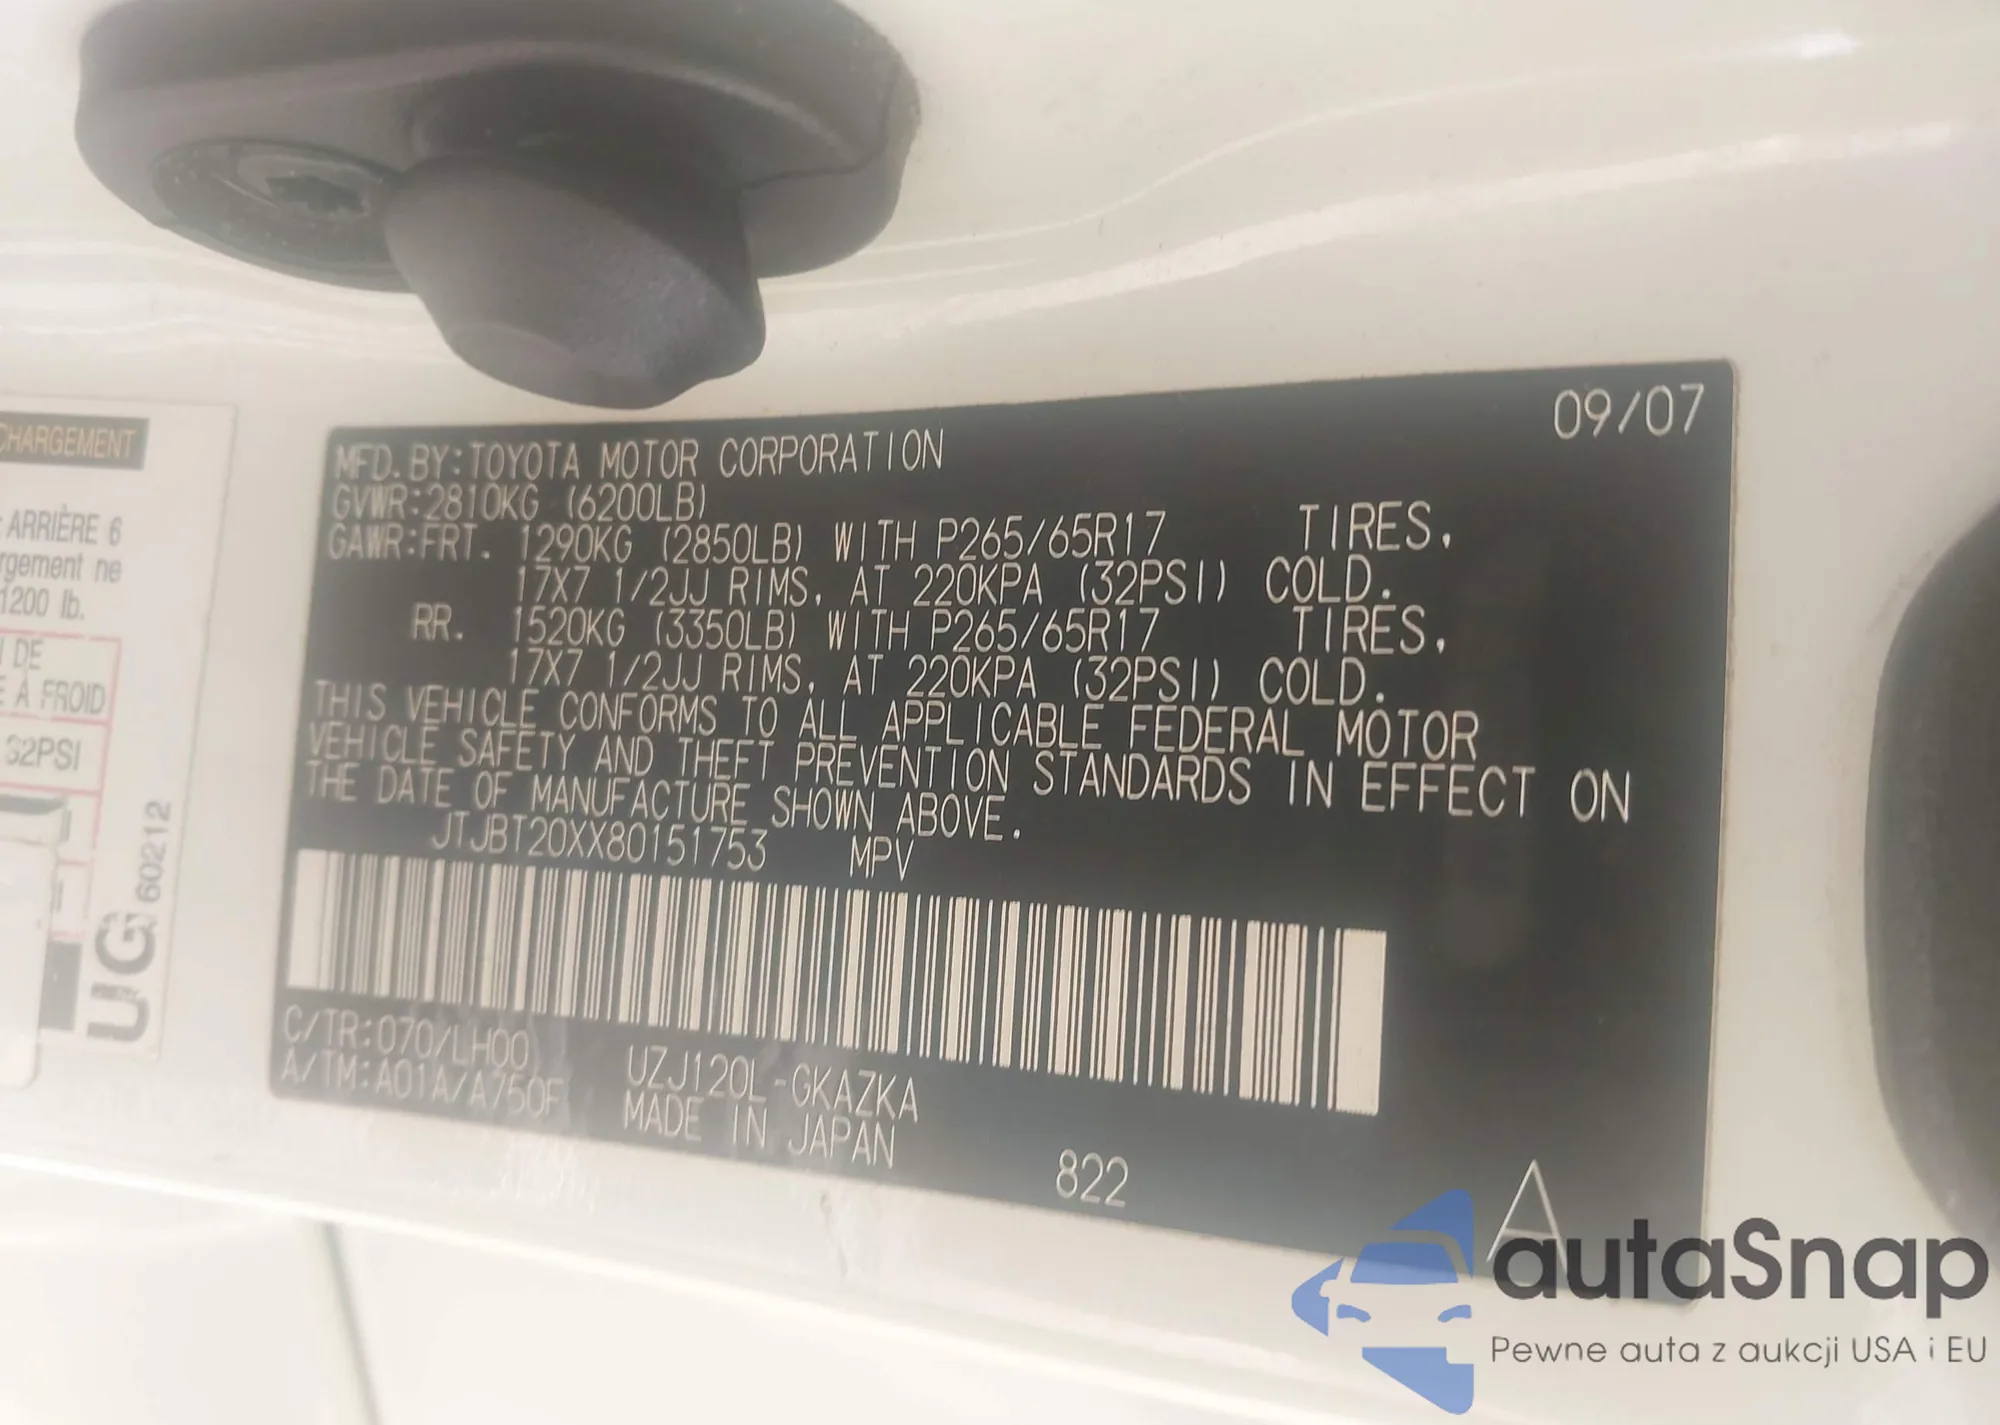 09/07
MFD.BY:TOYOTA MOTOR CORPORATION
GVWR:2810KG (6200LB)
GAWR:FRT. 1290KG (2850LB) WITH P265/65R17 TIRES,
17X7 1/2JJ RIMS, AT 220KPA (32PSI) COLD.
RR. 1520KG (3350LB) WITH P265/65R17 TIRES,
17X7 1/2JJ RIMS, AT 220KPA (32PSI) COLD.
THIS VEHICLE CONFORMS TO ALL APPLICABLE FEDERAL MOTOR
VEHICLE SAFETY AND THEFT PREVENTION STANDARDS IN EFFECT ON
THE DATE OF MANUFACTURE SHOWN ABOVE.
JTJBT20XX80151753 MPV
C/TR:070/LH00 UZJ120L-GKAZKA
A/TM:A01A/A750F MADE IN JAPAN
822
A
CHARGEMENT
ARRIÈRE 6
rgement ne
1200 lb.
DE
À FROID
32PSI
UG 60212
autaSnap
Pewne auta z aukcji USA i EU